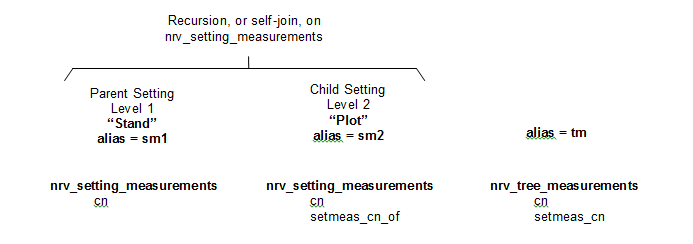 Recursion, or self-join, on
nrv_setting_measurements
Parent Setting
Level 1
“Stand”
alias = sm1
Child Setting
Level 2
“Plot”
alias = sm2
alias = tm
nrv_setting_measurements
cn
nrv_setting_measurements
cn
setmeas_cn_of
nrv_tree_measurements
cn
setmeas_cn